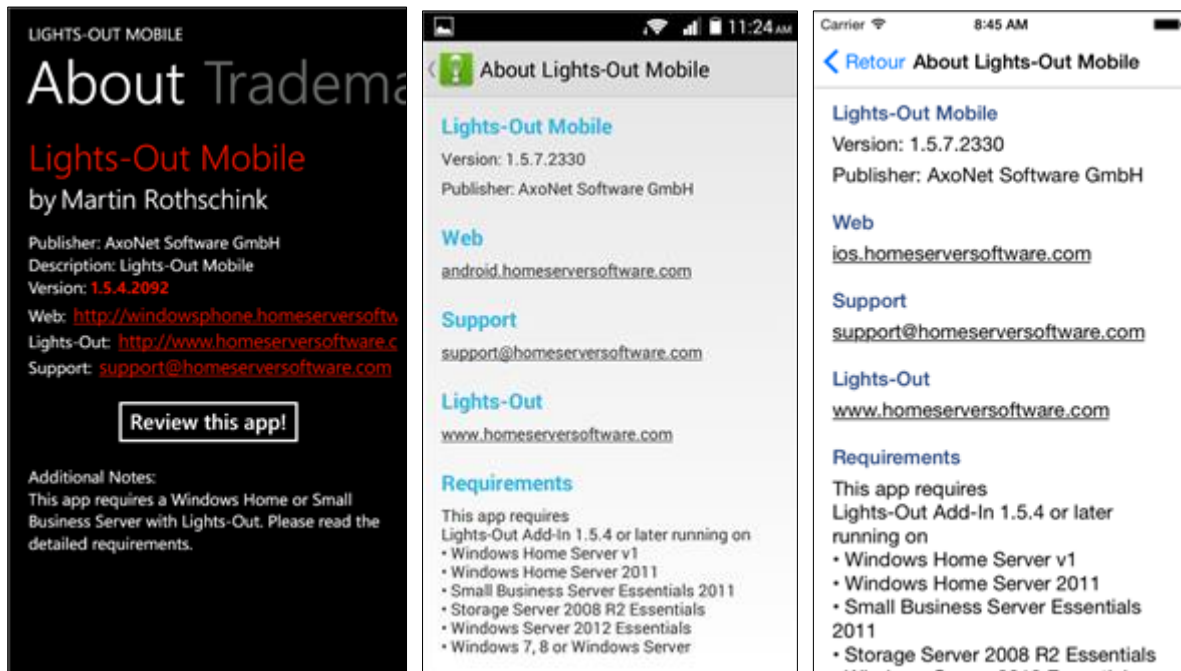 LIGHTS-OUT MOBILE
About Tradema
Lights-Out Mobile
by Martin Rothschink
Publisher: AxoNet Software GmbH
Description: Lights-Out Mobile
Version: 1.5.4.2092
Web: http://windowsphone.homeserversoftw
Lights-Out: http://www.homeserversoftware.c
Support: support@homeserversoftware.com
Review this app!
Additional Notes:
This app requires a Windows Home or Small
Business Server with Lights-Out. Please read the
detailed requirements.
11:24 AM
About Lights-Out Mobile
Lights-Out Mobile
Version: 1.5.7.2330
Publisher: AxoNet Software GmbH
Web
android.homeserversoftware.com
Support
support@homeserversoftware.com
Lights-Out
www.homeserversoftware.com
Requirements
This app requires
Lights-Out Add-In 1.5.4 or later running on
• Windows Home Server v1
• Windows Home Server 2011
• Small Business Server Essentials 2011
• Storage Server 2008 R2 Essentials
• Windows Server 2012 Essentials
• Windows 7, 8 or Windows Server
Carrier 8:45 AM
Retour About Lights-Out Mobile
Lights-Out Mobile
Version: 1.5.7.2330
Publisher: AxoNet Software GmbH
Web
ios.homeserversoftware.com
Support
support@homeserversoftware.com
Lights-Out
www.homeserversoftware.com
Requirements
This app requires
Lights-Out Add-In 1.5.4 or later
running on
• Windows Home Server v1
• Windows Home Server 2011
• Small Business Server Essentials
2011
• Storage Server 2008 R2 Essentials